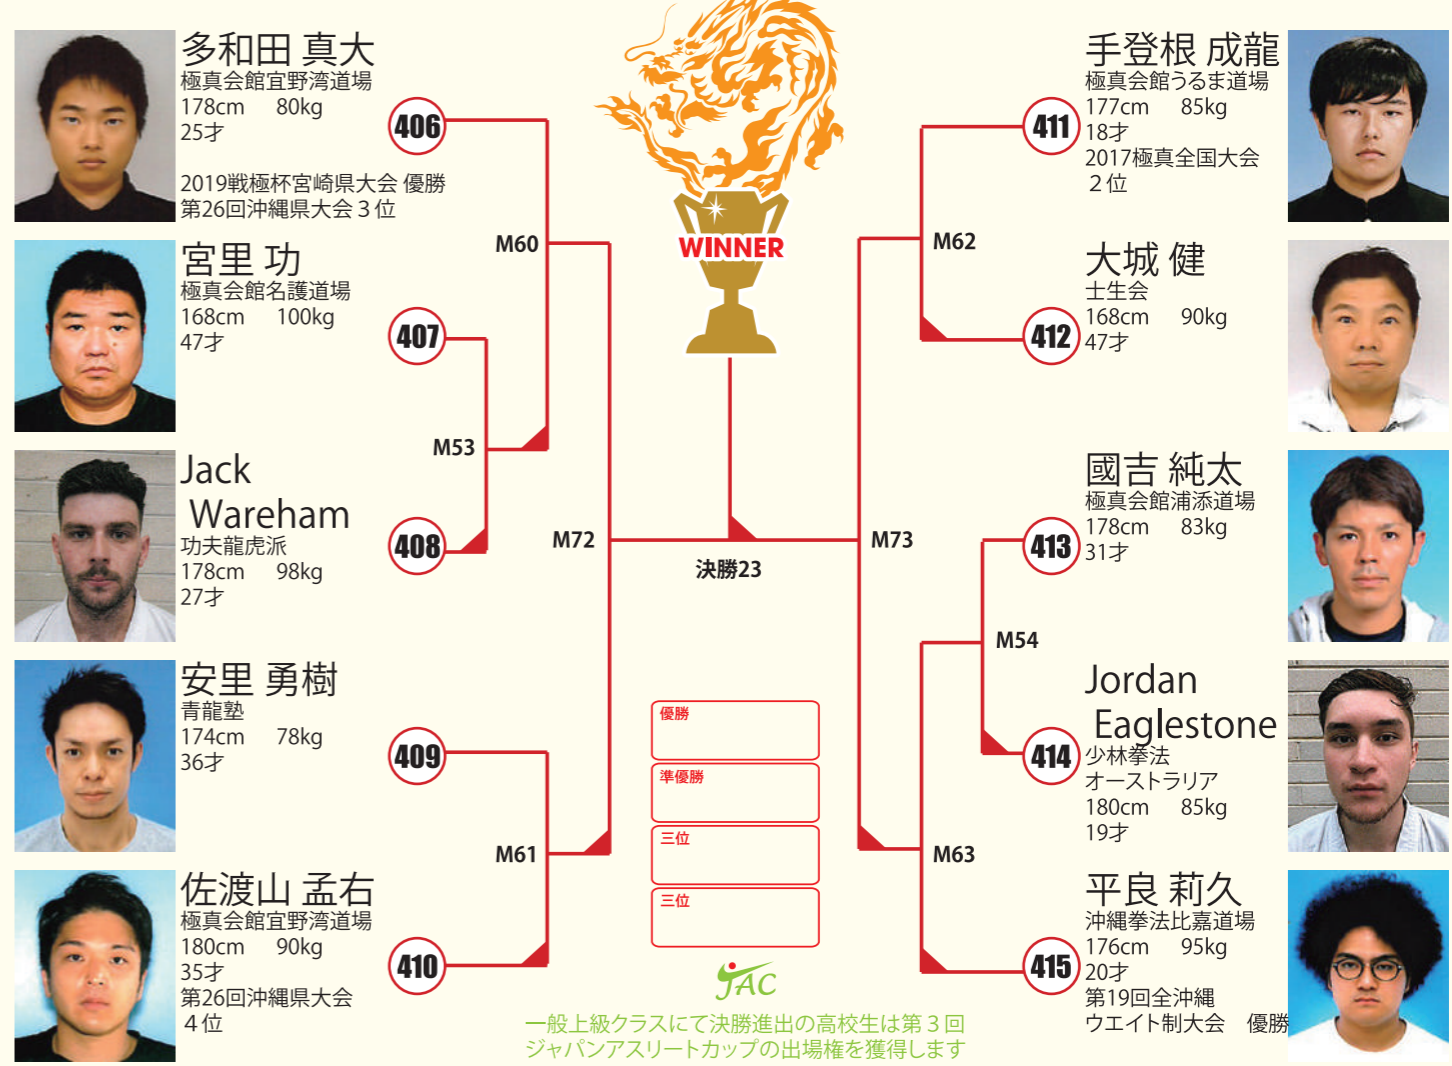 多和田 真大
極真会館宜野湾道場
178cm 80kg
25才
2019戦極杯宮崎県大会 優勝
第26回沖縄県大会３位
406
宮里 功
極真会館名護道場
168cm 100kg
47才
407
Jack
Wareham
功夫龍虎派
178cm 98kg
27才
408
安里 勇樹
青龍塾
174cm 78kg
36才
409
佐渡山 孟右
極真会館宜野湾道場
180cm 90kg
35才
第26回沖縄県大会
４位
410
M60
M53
M72
M61
WINNER
決勝23
優勝
準優勝
三位
三位
JAC
一般上級クラスにて決勝進出の高校生は第３回
ジャパンアスリートカップの出場権を獲得します
M62
M73
M54
M63
手登根 成龍
極真会館うるま道場
177cm 85kg
18才
2017極真全国大会
２位
411
大城 健
士生会
168cm 90kg
47才
412
國吉 純太
極真会館浦添道場
178cm 83kg
31才
413
Jordan
Eaglestone
少林拳法
オーストラリア
180cm 85kg
19才
414
平良 莉久
沖縄拳法比嘉道場
176cm 95kg
20才
第19回全沖縄
ウエイト制大会 優勝
415